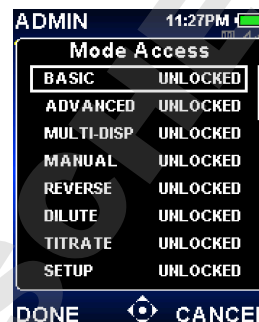 ADMIN 11:27PM
Mode Access
BASIC UNLOCKED
ADVANCED UNLOCKED
MULTI-DISP UNLOCKED
MANUAL UNLOCKED
REVERSE UNLOCKED
DILUTE UNLOCKED
TITRATE UNLOCKED
SETUP UNLOCKED
DONE CANCEL